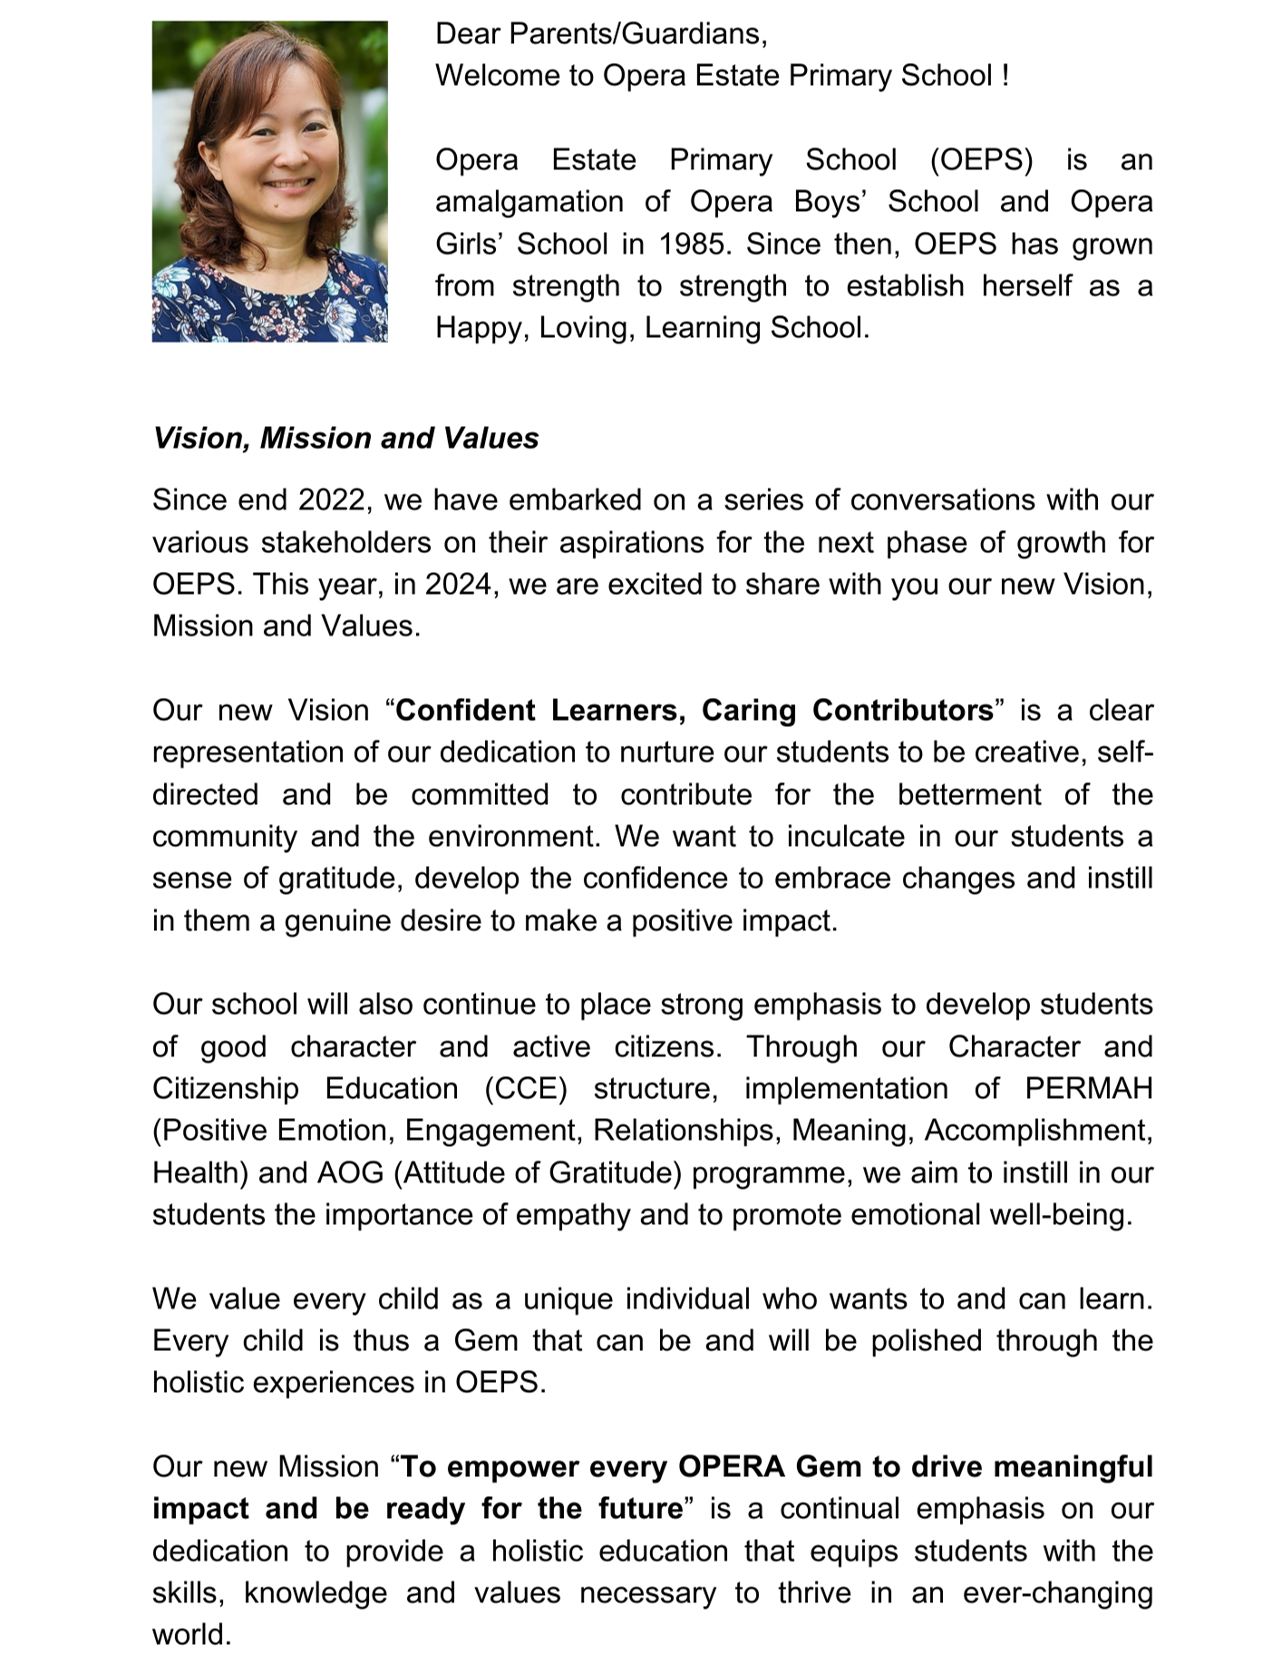 Dear Parents/Guardians,
Welcome to Opera Estate Primary School !
Opera Estate Primary School (OEPS) is an
amalgamation of Opera Boys’ School and Opera
Girls’ School in 1985. Since then, OEPS has grown
from strength to strength to establish herself as a
Happy, Loving, Learning School.
Vision, Mission and Values
Since end 2022, we have embarked on a series of conversations with our
various stakeholders on their aspirations for the next phase of growth for
OEPS. This year, in 2024, we are excited to share with you our new Vision,
Mission and Values.
Our new Vision “Confident Learners, Caring Contributors” is a clear
representation of our dedication to nurture our students to be creative, self-
directed and be committed to contribute for the betterment of the
community and the environment. We want to inculcate in our students a
sense of gratitude, develop the confidence to embrace changes and instill
in them a genuine desire to make a positive impact.
Our school will also continue to place strong emphasis to develop students
of good character and active citizens. Through our Character and
Citizenship Education (CCE) structure, implementation of PERMAH
(Positive Emotion, Engagement, Relationships, Meaning, Accomplishment,
Health) and AOG (Attitude of Gratitude) programme, we aim to instill in our
students the importance of empathy and to promote emotional well-being.
We value every child as a unique individual who wants to and can learn.
Every child is thus a Gem that can be and will be polished through the
holistic experiences in OEPS.
Our new Mission “To empower every OPERA Gem to drive meaningful
impact and be ready for the future” is a continual emphasis on our
dedication to provide a holistic education that equips students with the
skills, knowledge and values necessary to thrive in an ever-changing
world.